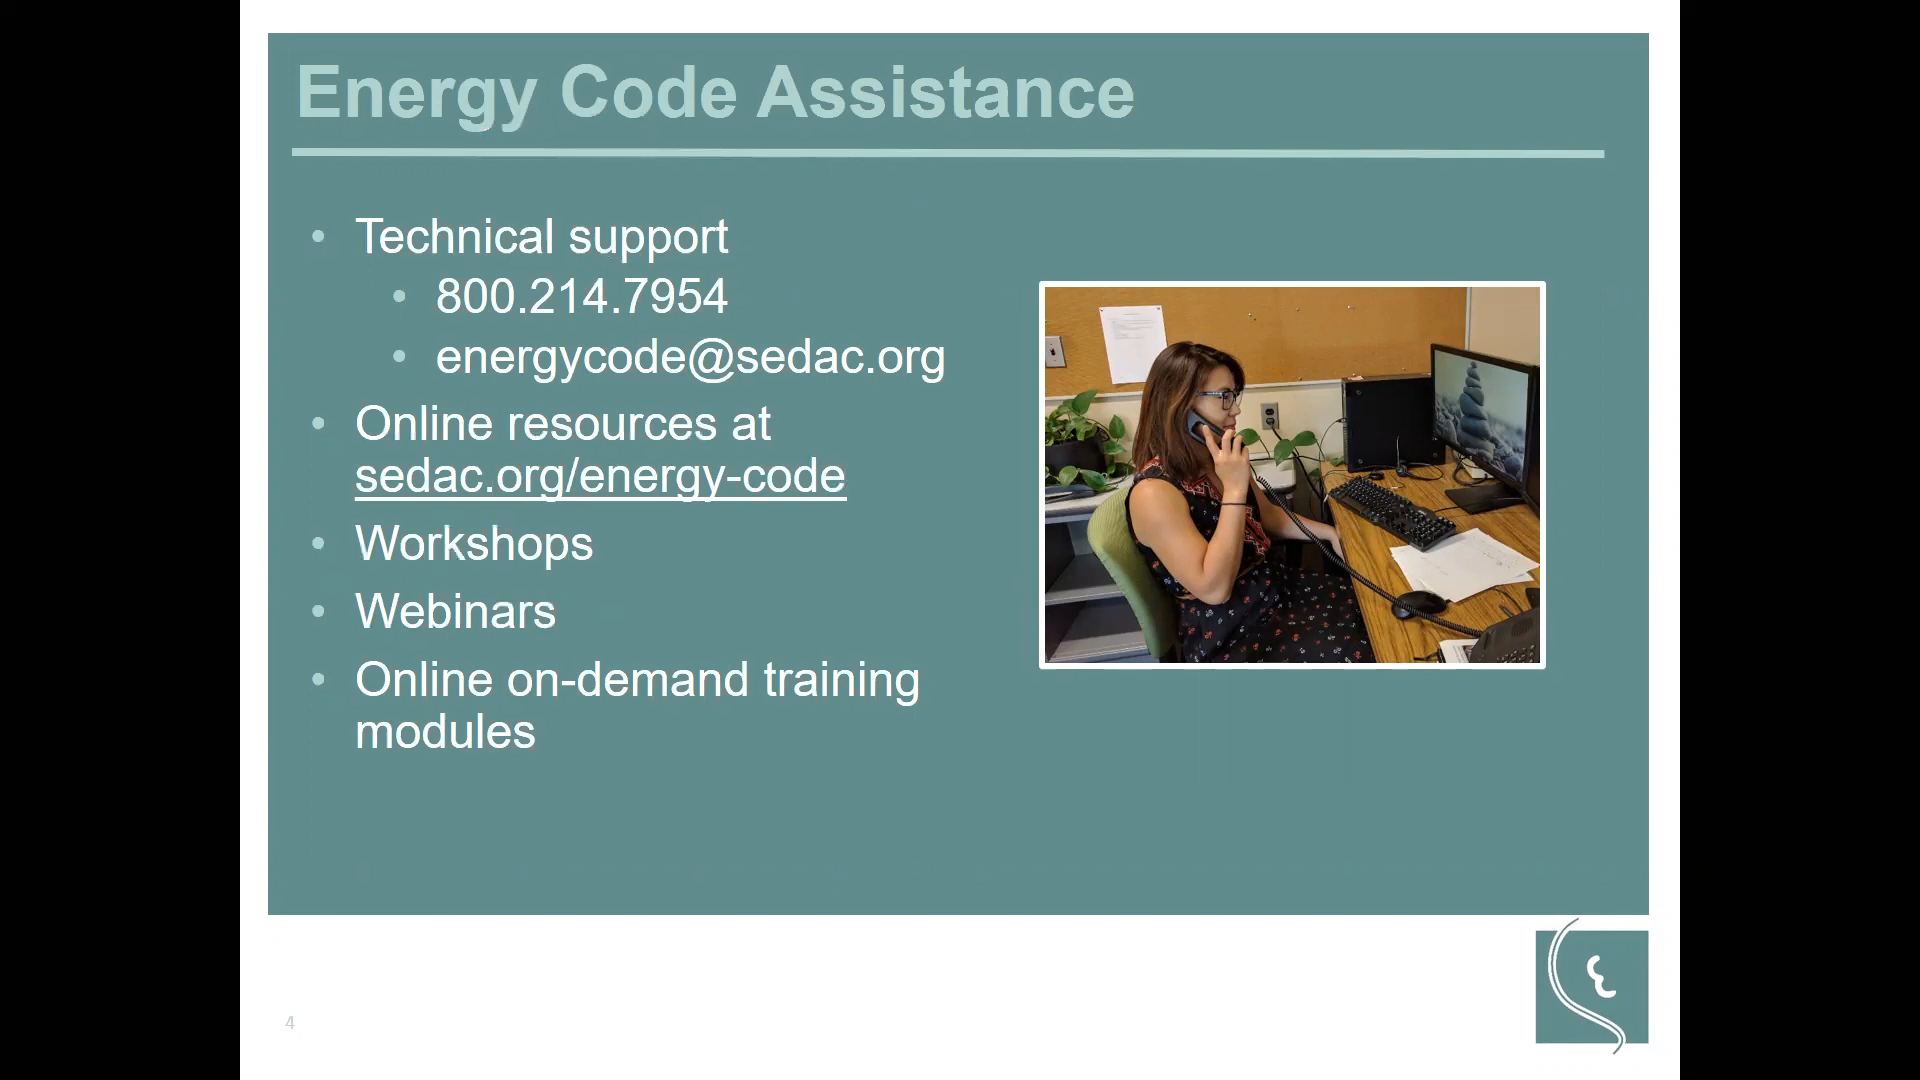 Energy Code Assistance
• Technical support
• 800.214.7954
• energycode@sedac.org
• Online resources at
sedac.org/energy-code
• Workshops
• Webinars
• Online on-demand training
modules
4